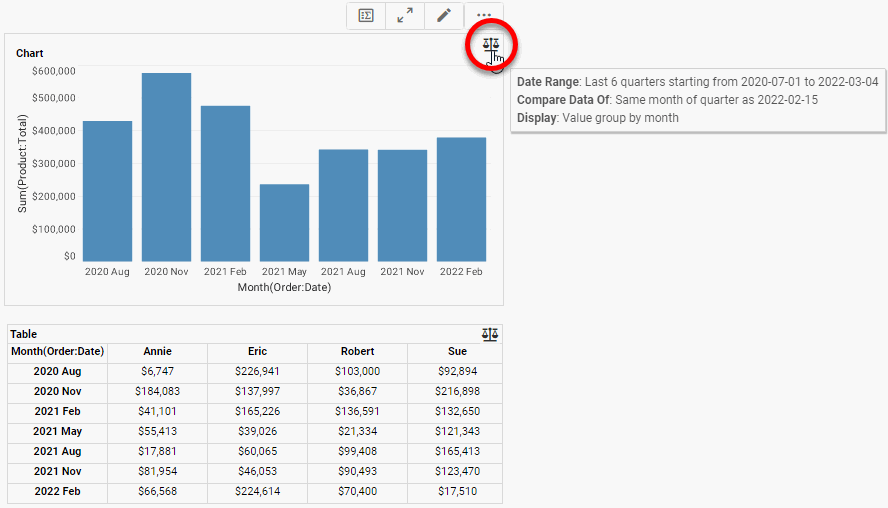 Chart
$600,000
$500,000
$400,000
$300,000
$200,000
$100,000
$0
Sum(Product:Total)
2020 Aug 2020 Nov 2021 Feb 2021 May 2021 Aug 2021 Nov 2022 Feb
Month(Order:Date)
Date Range: Last 6 quarters starting from 2020-07-01 to 2022-03-04
Compare Data Of: Same month of quarter as 2022-02-15
Display: Value group by month
Table
Month(Order:Date) Annie Eric Robert Sue
2020 Aug $6,747 $226,941 $103,000 $92,894
2020 Nov $184,083 $137,997 $36,867 $216,898
2021 Feb $41,101 $165,226 $136,591 $132,650
2021 May $55,413 $39,026 $21,334 $121,343
2021 Aug $17,881 $60,065 $99,408 $165,413
2021 Nov $81,954 $46,053 $90,493 $123,470
2022 Feb $66,568 $224,614 $70,400 $17,510